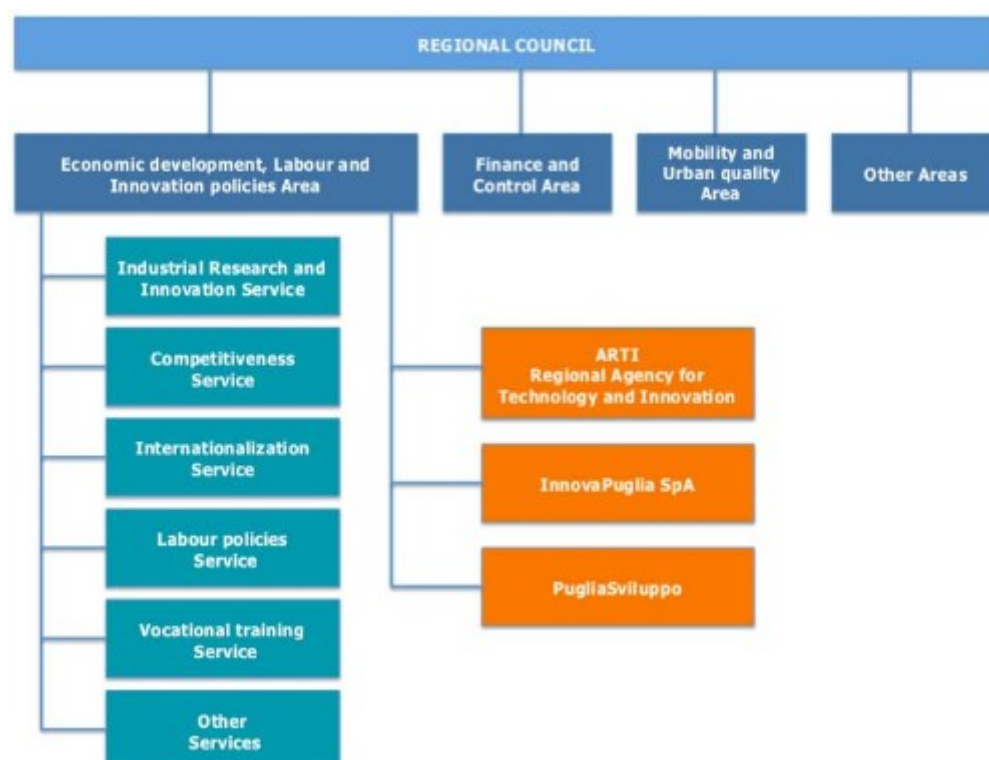 REGIONAL COUNCIL
Economic development, Labour and
Innovation policies Area
Finance and
Control Area
Mobility and
Urban quality
Area
Other Areas
Industrial Research and
Innovation Service
Competitiveness
Service
Internationalization
Service
Labour policies
Service
Vocational training
Service
Other
Services
ARTI
Regional Agency for
Technology and Innovation
InnovaPuglia SpA
PugliaSviluppo